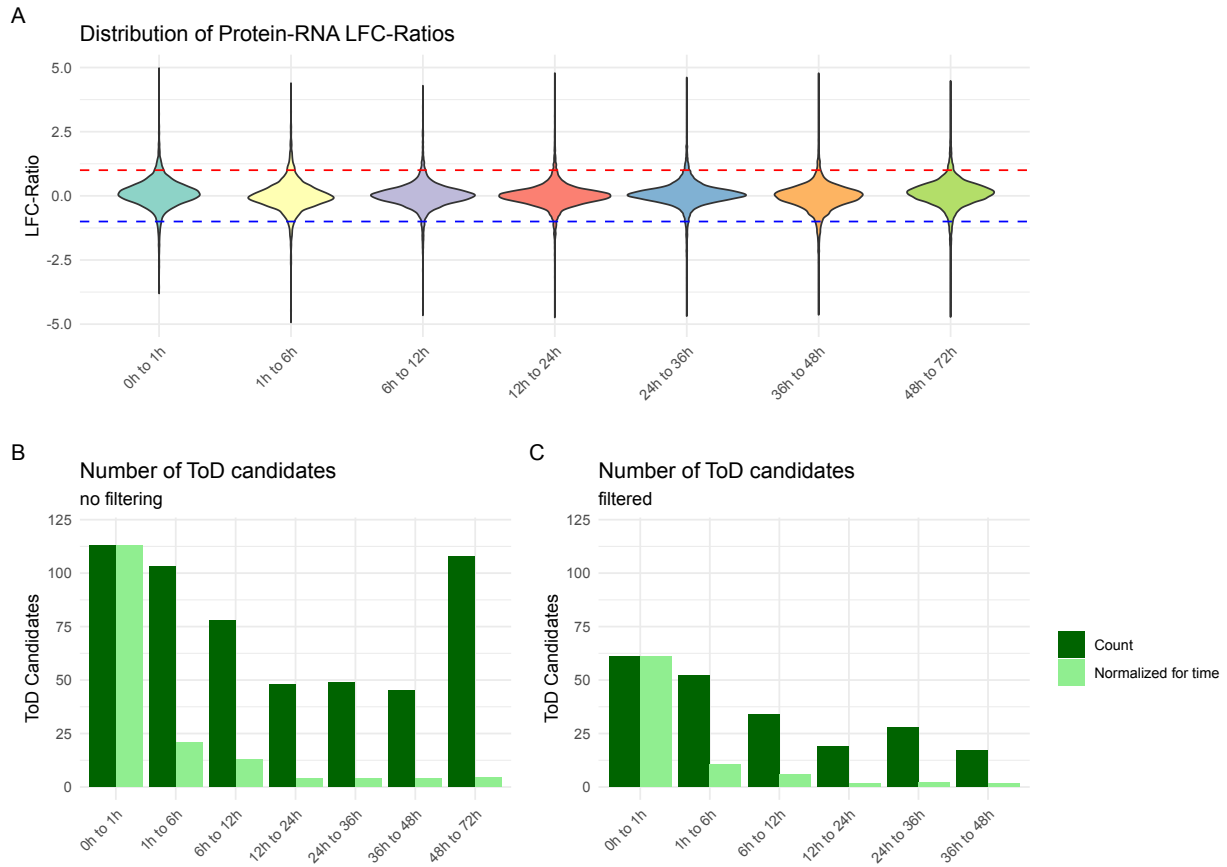 A
Distribution of Protein-RNA LFC-Ratios
LFC-Ratio
5.0
2.5
0.0
-2.5
-5.0
0h to 1h
1h to 6h
6h to 12h
12h to 24h
24h to 36h
36h to 48h
48h to 72h
B
Number of ToD candidates
no filtering
ToD Candidates
125
100
75
50
25
0
0h to 1h
1h to 6h
6h to 12h
12h to 24h
24h to 36h
36h to 48h
48h to 72h
C
Number of ToD candidates
filtered
ToD Candidates
125
100
75
50
25
0
0h to 1h
1h to 6h
6h to 12h
12h to 24h
24h to 36h
36h to 48h
Count
Normalized for time